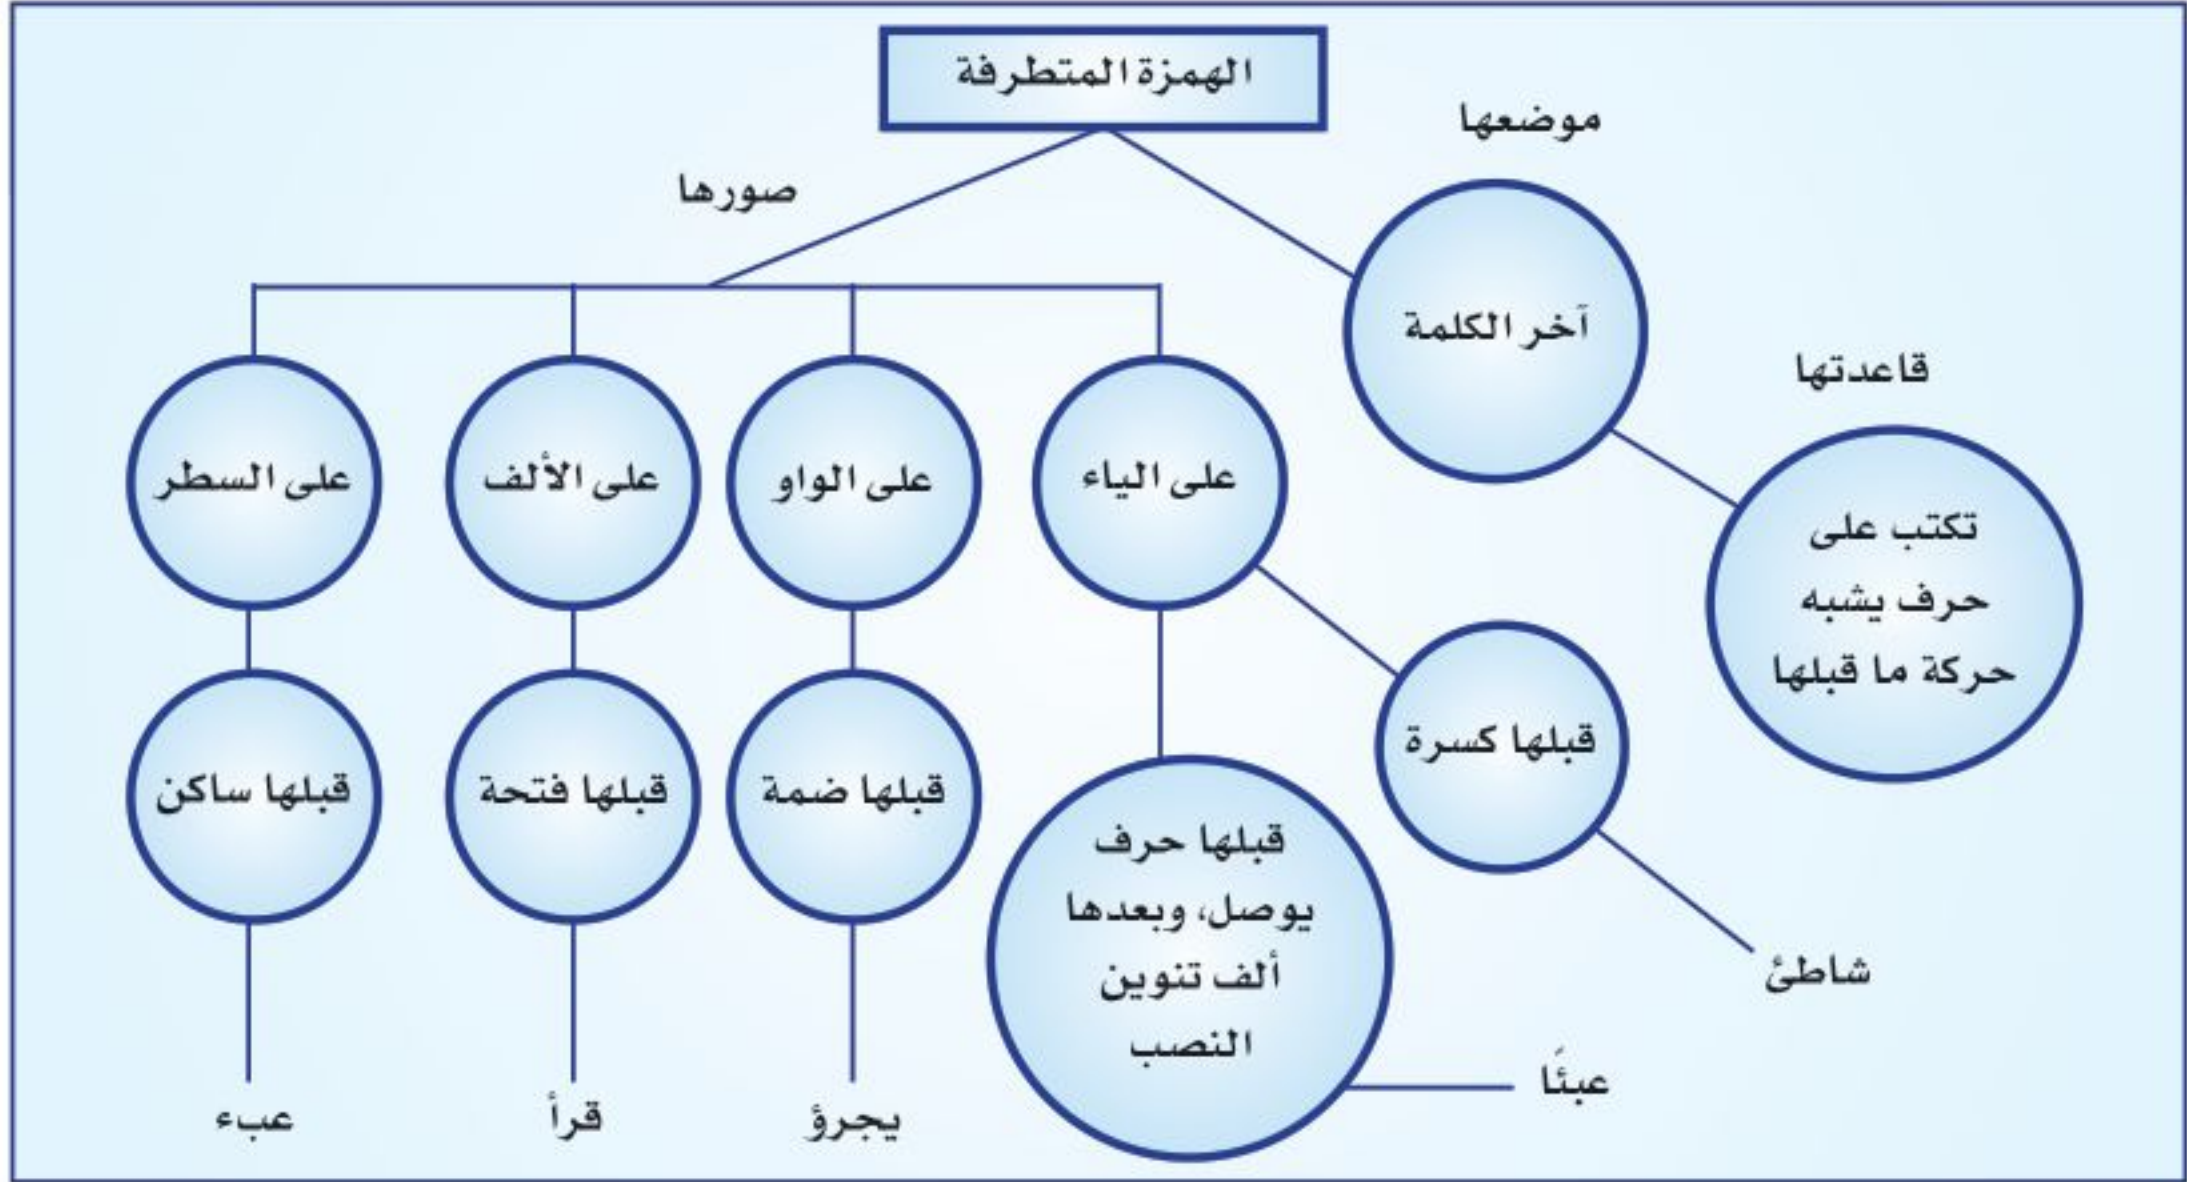 الهمزة المتطرفة
موضعها
آخر الكلمة
قاعدتها
تكتب على
حرف يشبه
حركة ما قبلها
صورها
على الياء
على الواو
على الألف
على السطر
قبلها كسرة
شاطئ
قبلها حرف
يوصل، وبعدها
ألف تنوين
النصب
عبئًا
قبلها ضمة
يجرؤ
قبلها فتحة
قرأ
قبلها ساكن
عبء